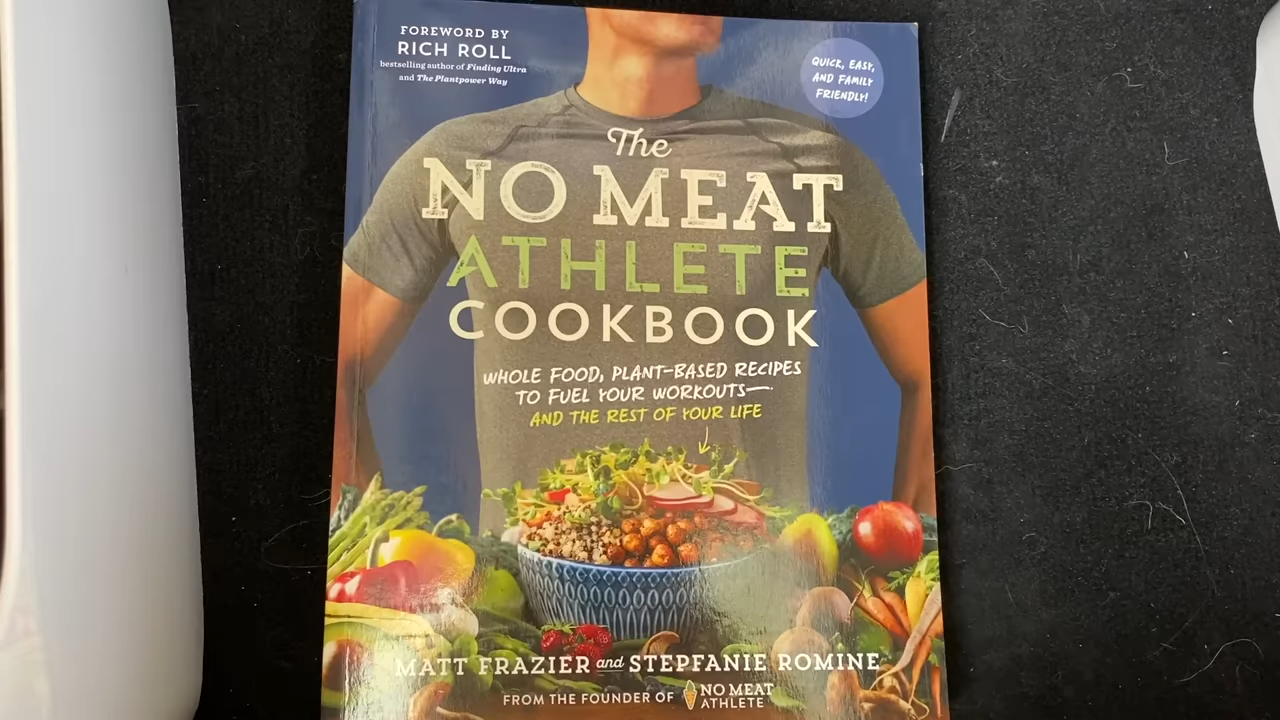 FOREWORD BY
RICH ROLL
bestselling author of Finding Ultra
and The Plantpower Way
QUICK, EASY,
AND FAMILY
FRIENDLY!
The
NO MEAT
ATHLETE
COOKBOOK
WHOLE FOOD, PLANT-BASED RECIPES
TO FUEL YOUR WORKOUTS—
AND THE REST OF YOUR LIFE
MATT FRAZIER and STEPFANIE ROMINE
FROM THE FOUNDER OF NO MEAT
ATHLETE